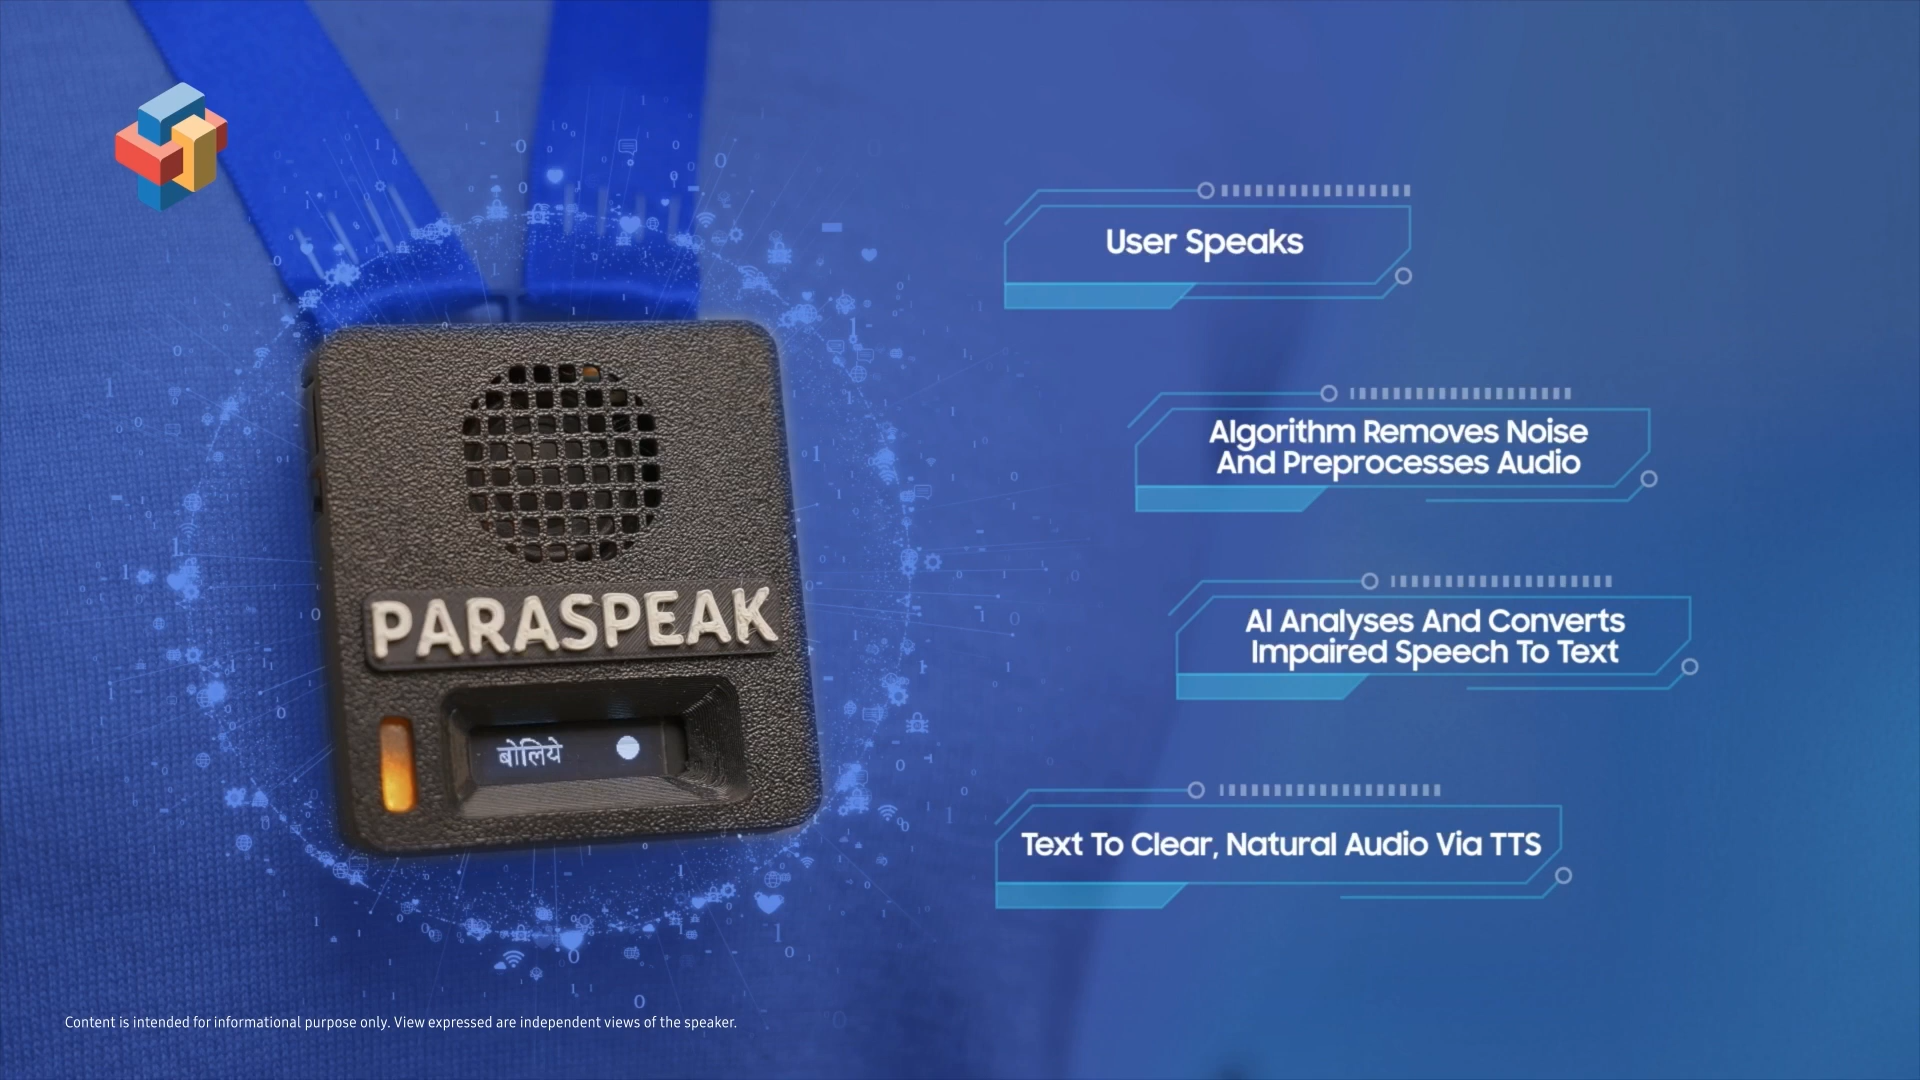 User Speaks
Algorithm Removes Noise
And Preprocesses Audio
AI Analyses And Converts
Impaired Speech To Text
Text To Clear, Natural Audio Via TTS
PARASPEAK
बोलिये
Content is intended for informational purpose only. View expressed are independent views of the speaker.